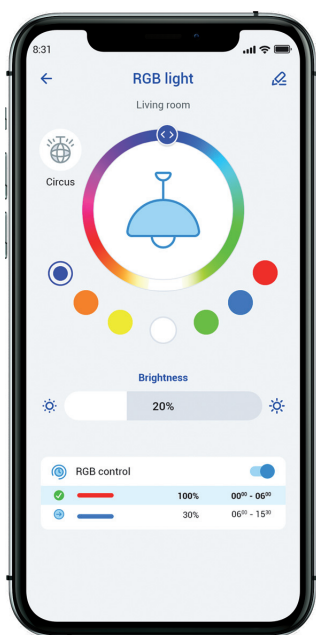 8:31
RGB light
Living room
Circus
Brightness
20%
RGB control
100% 00⁰⁰ - 06⁰⁰
30% 06⁰⁰ - 15³⁰